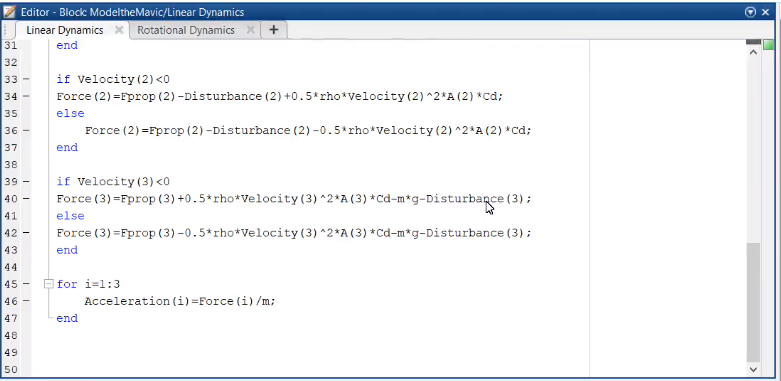 Editor - Block: ModeltheMavic/Linear Dynamics
Linear Dynamics Rotational Dynamics
31 end
32
33 if Velocity(2)<0
34 Force(2)=Fprop(2)-Disturbance(2)+0.5*rho*Velocity(2)^2*A(2)*Cd;
35 else
36 Force(2)=Fprop(2)-Disturbance(2)-0.5*rho*Velocity(2)^2*A(2)*Cd;
37 end
38
39 if Velocity(3)<0
40 Force(3)=Fprop(3)+0.5*rho*Velocity(3)^2*A(3)*Cd-m*g-Disturbance(3);
41 else
42 Force(3)=Fprop(3)-0.5*rho*Velocity(3)^2*A(3)*Cd-m*g-Disturbance(3);
43 end
44
45 for i=1:3
46 Acceleration(i)=Force(i)/m;
47 end
48
49
50